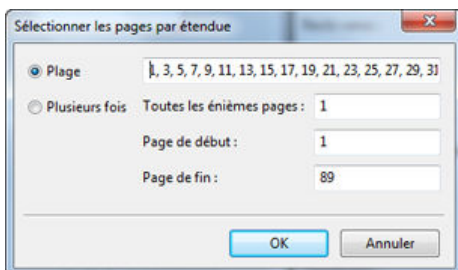 Sélectionner les pages par étendue
Plage 1, 3, 5, 7, 9, 11, 13, 15, 17, 19, 21, 23, 25, 27, 29, 31
Plusieurs fois Toutes les énièmes pages : 1
Page de début : 1
Page de fin : 89
OK Annuler